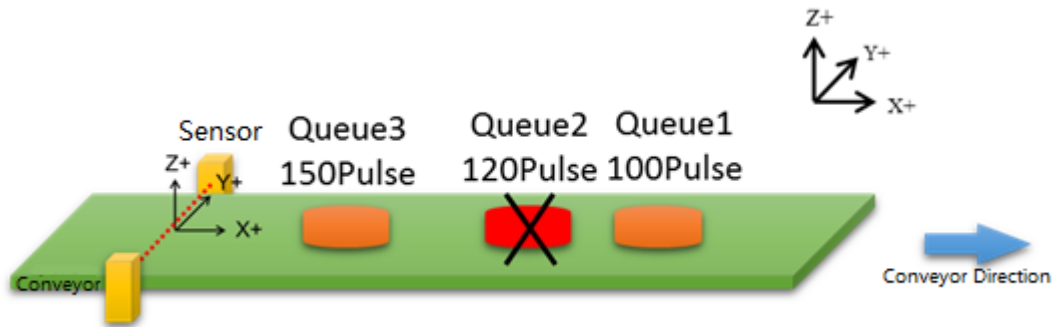 Z+
Y+
X+
Sensor
Queue3
150Pulse
Queue2
120Pulse
Queue1
100Pulse
Z+
Y+
X+
Conveyor
Conveyor Direction